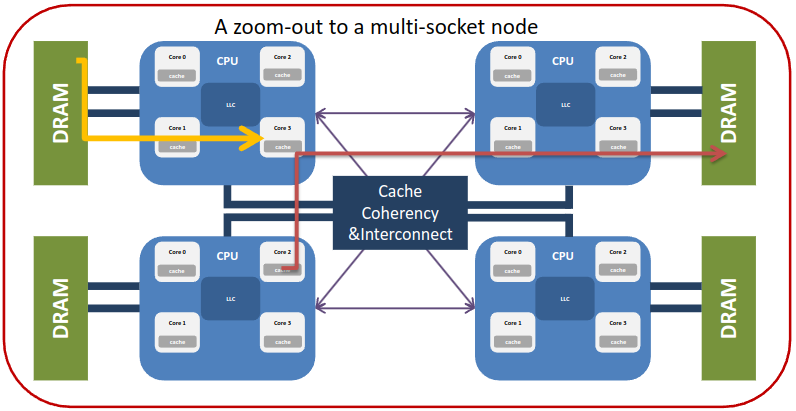 A zoom-out to a multi-socket node
DRAM
Core 0
cache
CPU
Core 2
cache
LLC
Core 1
cache
Core 3
cache
Core 0
cache
CPU
Core 2
cache
LLC
Core 1
cache
Core 3
cache
DRAM
Cache
Coherency
&Interconnect
DRAM
Core 0
cache
CPU
Core 2
cache
LLC
Core 1
cache
Core 3
cache
Core 0
cache
CPU
Core 2
cache
LLC
Core 1
cache
Core 3
cache
DRAM